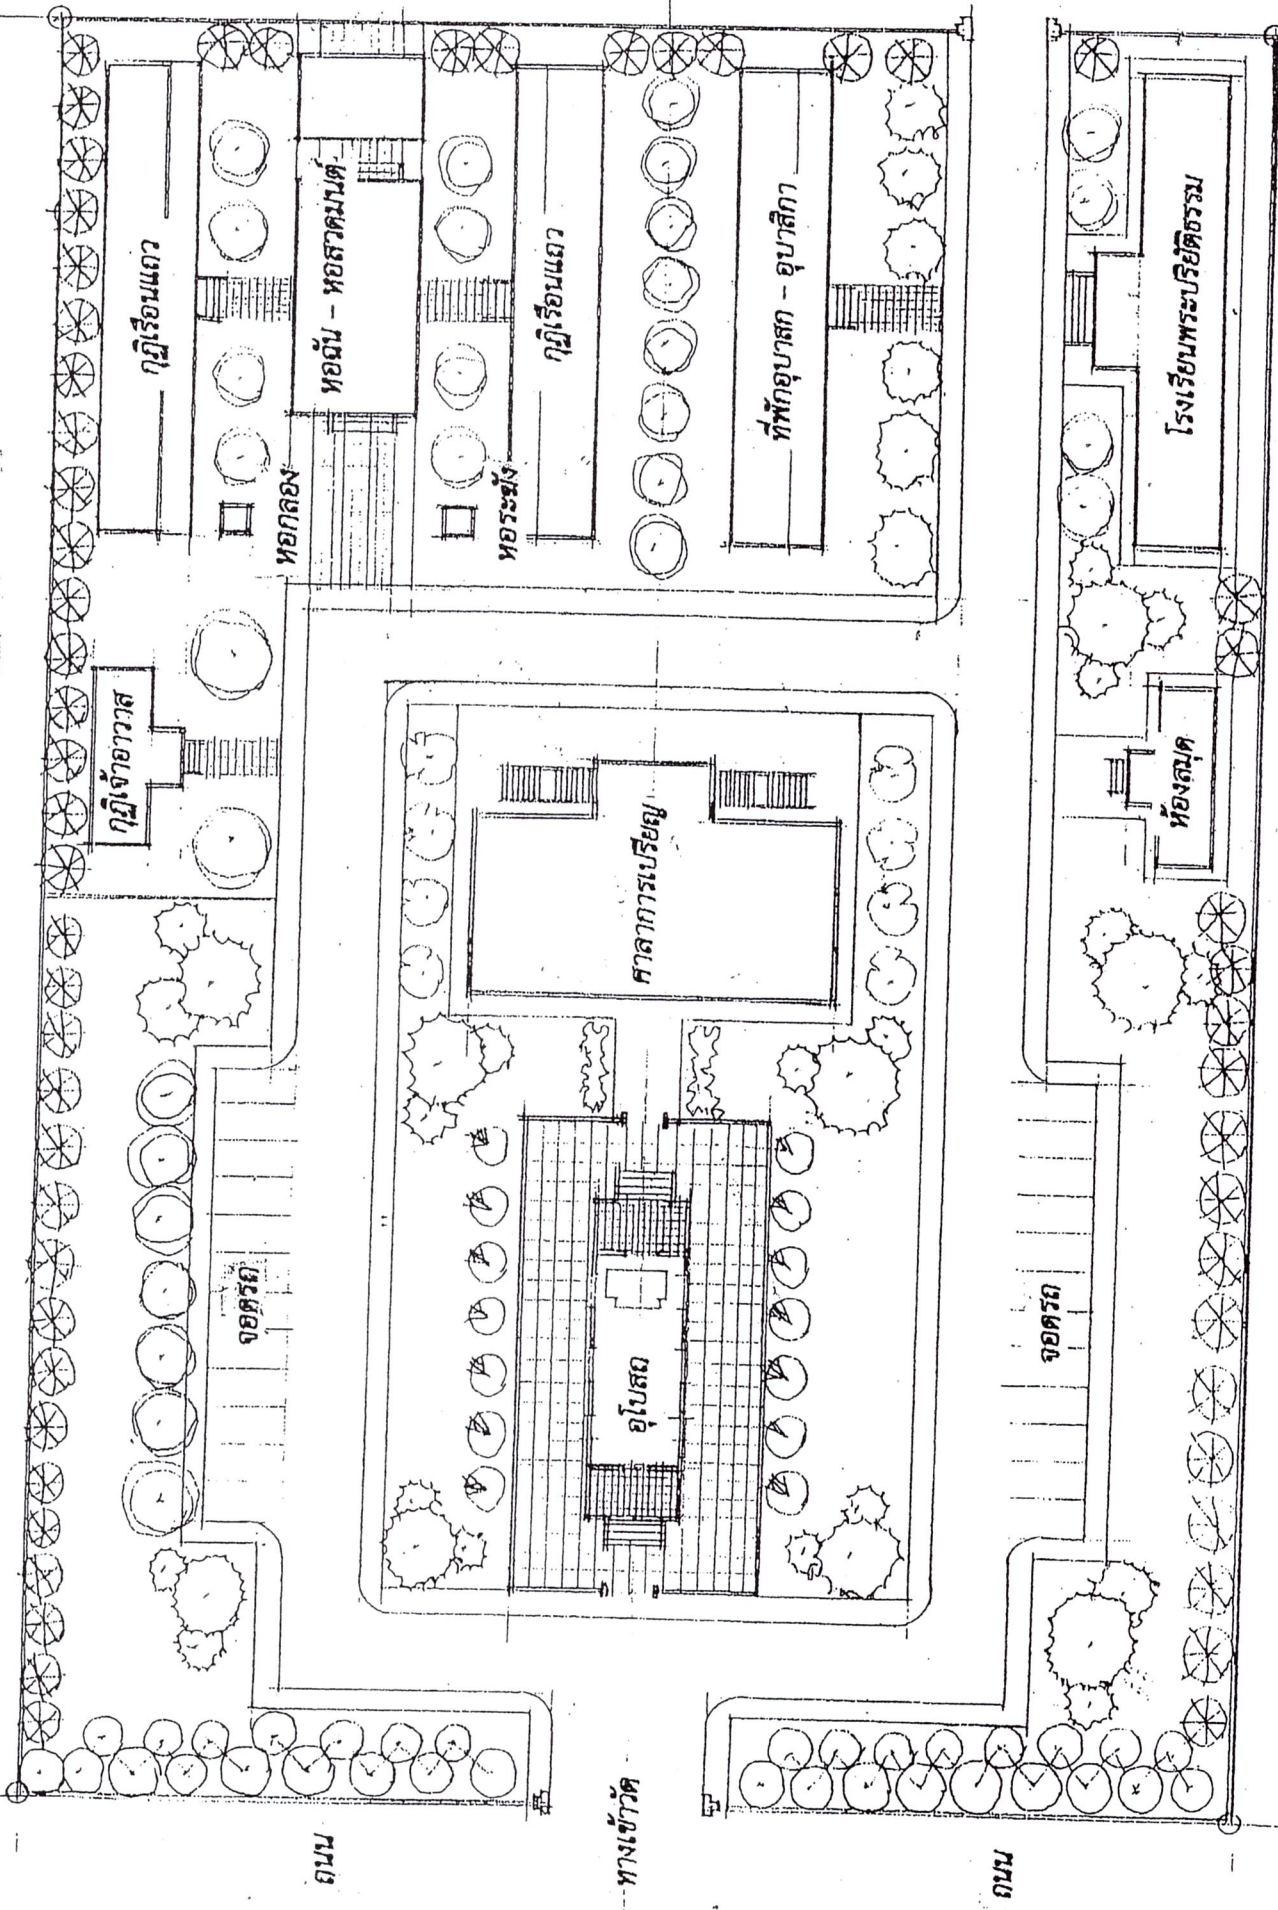 กุฏิเรือนแถว
หอฉัน - หอสวดมนต์
กุฏิเรือนแถว
ที่พักอุบาสก - อุบาสิกา
โรงเรียนพระปริยัติธรรม
หอกลอง
หอระฆัง
กุฏิเจ้าอาวาส
ศาลาการเปรียญ
ห้องสมุด
จอดรถ
อุโบสถ
จอดรถ
ถนน
ทางเข้าวัด
ถนน